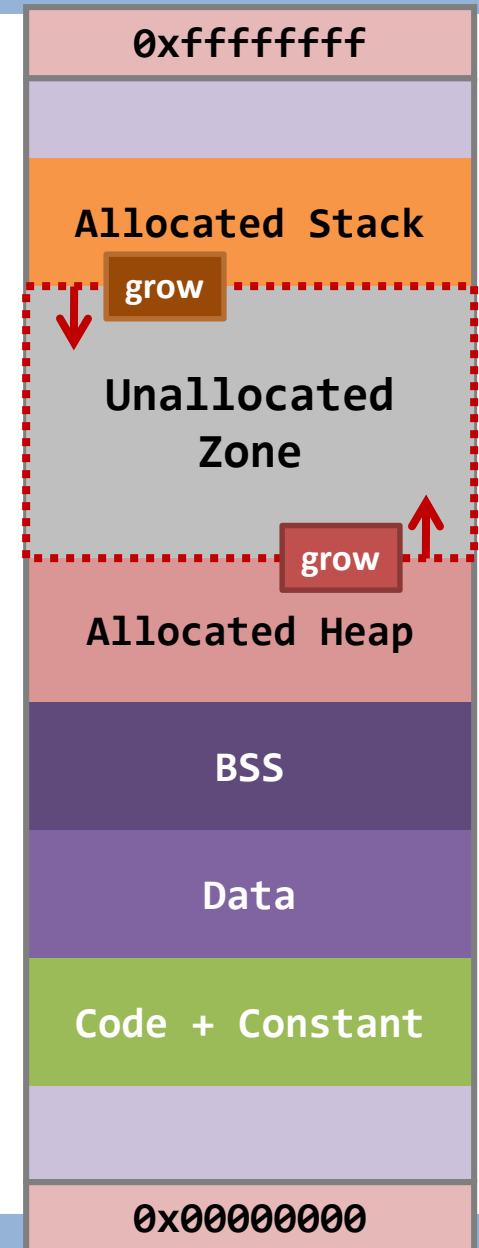 0xffffffff
Allocated Stack
grow
Unallocated
Zone
grow
Allocated Heap
BSS
Data
Code + Constant
0x00000000